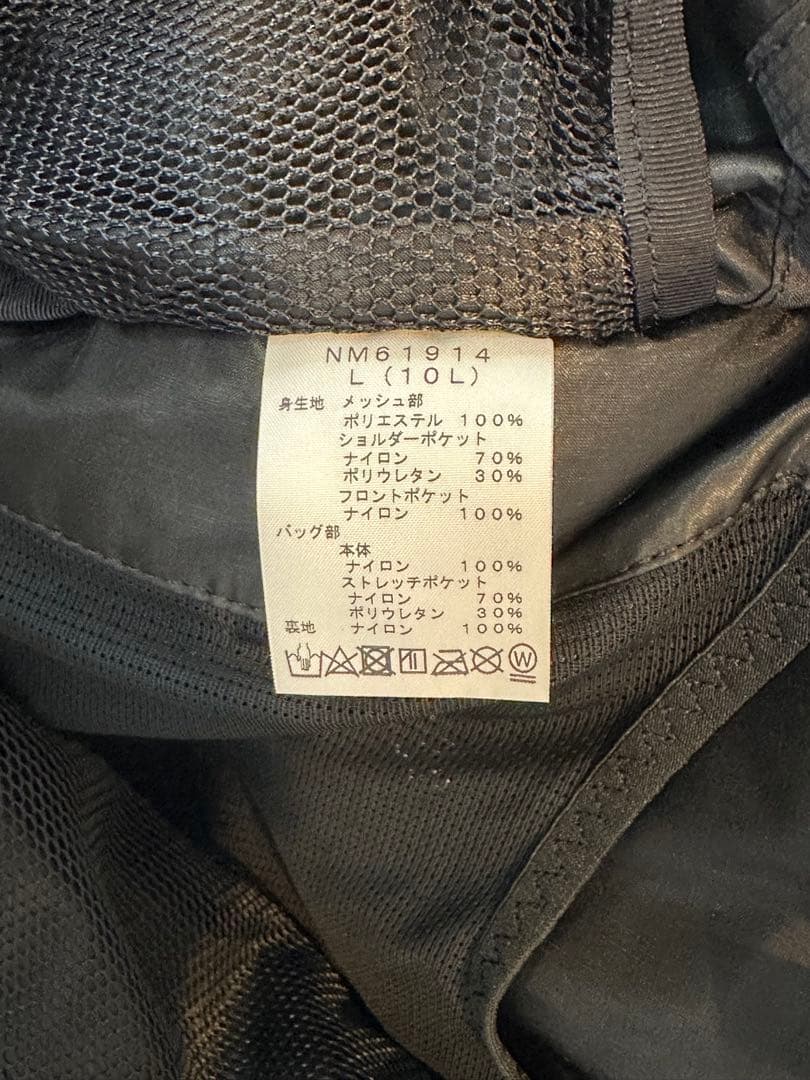 NM61914
L (10L)
身生地 メッシュ部
ポリエステル 100%
ショルダーポケット
ナイロン 70%
ポリウレタン 30%
フロントポケット
ナイロン 100%
バッグ部
本体
ナイロン 100%
ストレッチポケット
ナイロン 70%
ポリウレタン 30%
裏地 ナイロン 100%
W